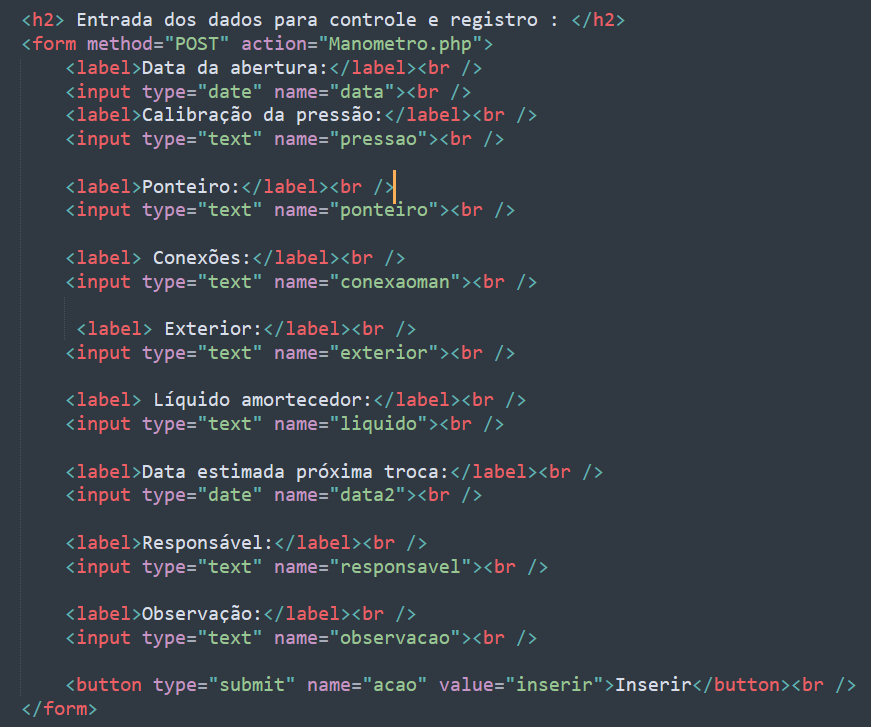 <h2> Entrada dos dados para controle e registro : </h2>
<form method="POST" action="Manometro.php">
<label>Data da abertura:</label><br />
<input type="date" name="data"><br />
<label>Calibração da pressão:</label><br />
<input type="text" name="pressao"><br />
<label>Ponteiro:</label><br />
<input type="text" name="ponteiro"><br />
<label> Conexões:</label><br />
<input type="text" name="conexaoman"><br />
<label> Exterior:</label><br />
<input type="text" name="exterior"><br />
<label> Líquido amortecedor:</label><br />
<input type="text" name="liquido"><br />
<label>Data estimada próxima troca:</label><br />
<input type="date" name="data2"><br />
<label>Responsável:</label><br />
<input type="text" name="responsavel"><br />
<label>Observação:</label><br />
<input type="text" name="observacao"><br />
<button type="submit" name="acao" value="inserir">Inserir</button><br />
</form>